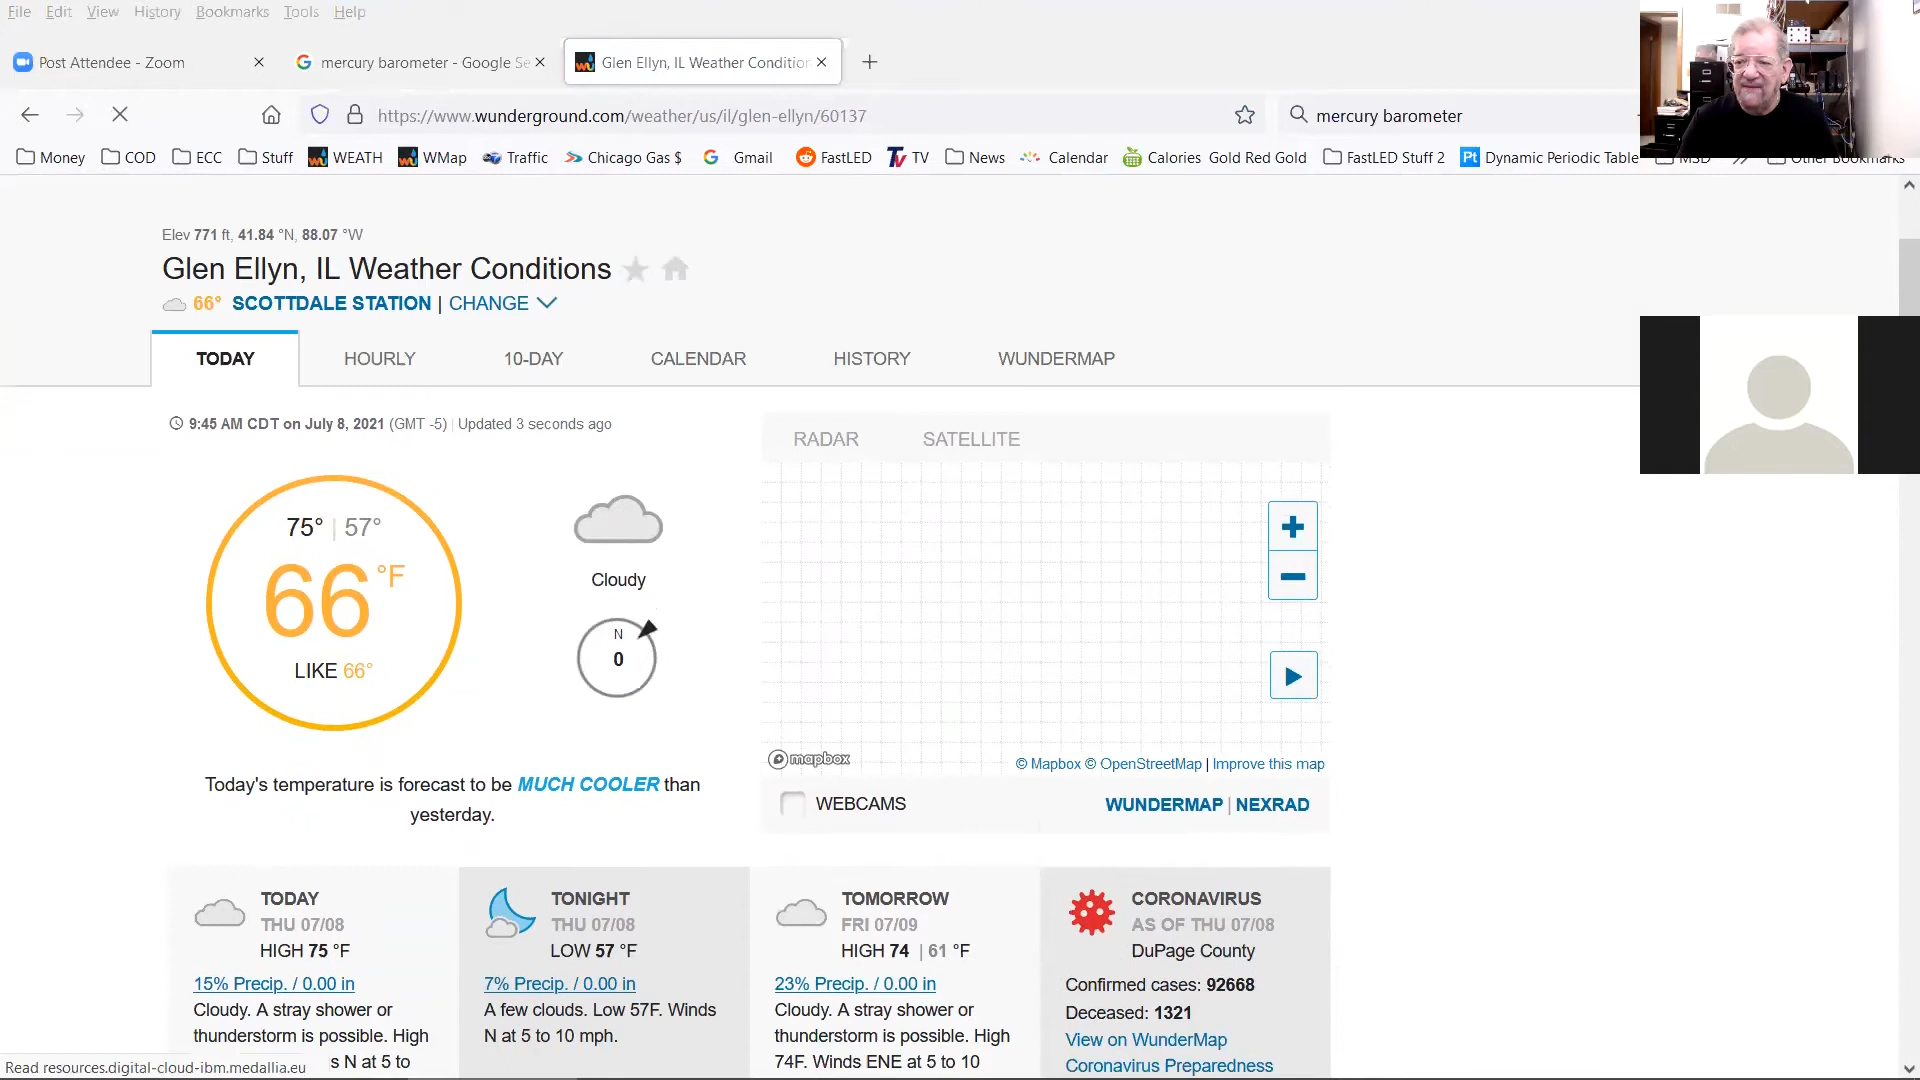 File Edit View History Bookmarks Tools Help
Post Attendee - Zoom
mercury barometer - Google Se
Glen Ellyn, IL Weather Condition
https://www.wunderground.com/weather/us/il/glen-ellyn/60137
mercury barometer
Money COD ECC Stuff WEATH WMap Traffic Chicago Gas $ Gmail FastLED TV News Calendar Calories Gold Red Gold FastLED Stuff 2 Pt Dynamic Periodic Table MSD Other Bookmarks
Elev 771 ft, 41.84 °N, 88.07 °W
Glen Ellyn, IL Weather Conditions
66° SCOTTDALE STATION | CHANGE
TODAY HOURLY 10-DAY CALENDAR HISTORY WUNDERMAP
9:45 AM CDT on July 8, 2021 (GMT -5) | Updated 3 seconds ago
75° | 57°
66 °F
LIKE 66°
Cloudy
N
0
Today's temperature is forecast to be MUCH COOLER than
yesterday.
RADAR SATELLITE
mapbox
© Mapbox © OpenStreetMap | Improve this map
WEBCAMS
WUNDERMAP | NEXRAD
TODAY
THU 07/08
HIGH 75 °F
15% Precip. / 0.00 in
Cloudy. A stray shower or
thunderstorm is possible. High
s N at 5 to
TONIGHT
THU 07/08
LOW 57 °F
7% Precip. / 0.00 in
A few clouds. Low 57F. Winds
N at 5 to 10 mph.
TOMORROW
FRI 07/09
HIGH 74 | 61 °F
23% Precip. / 0.00 in
Cloudy. A stray shower or
thunderstorm is possible. High
74F. Winds ENE at 5 to 10
CORONAVIRUS
AS OF THU 07/08
DuPage County
Confirmed cases: 92668
Deceased: 1321
View on WunderMap
Coronavirus Preparedness
Read resources.digital-cloud-ibm.medallia.eu